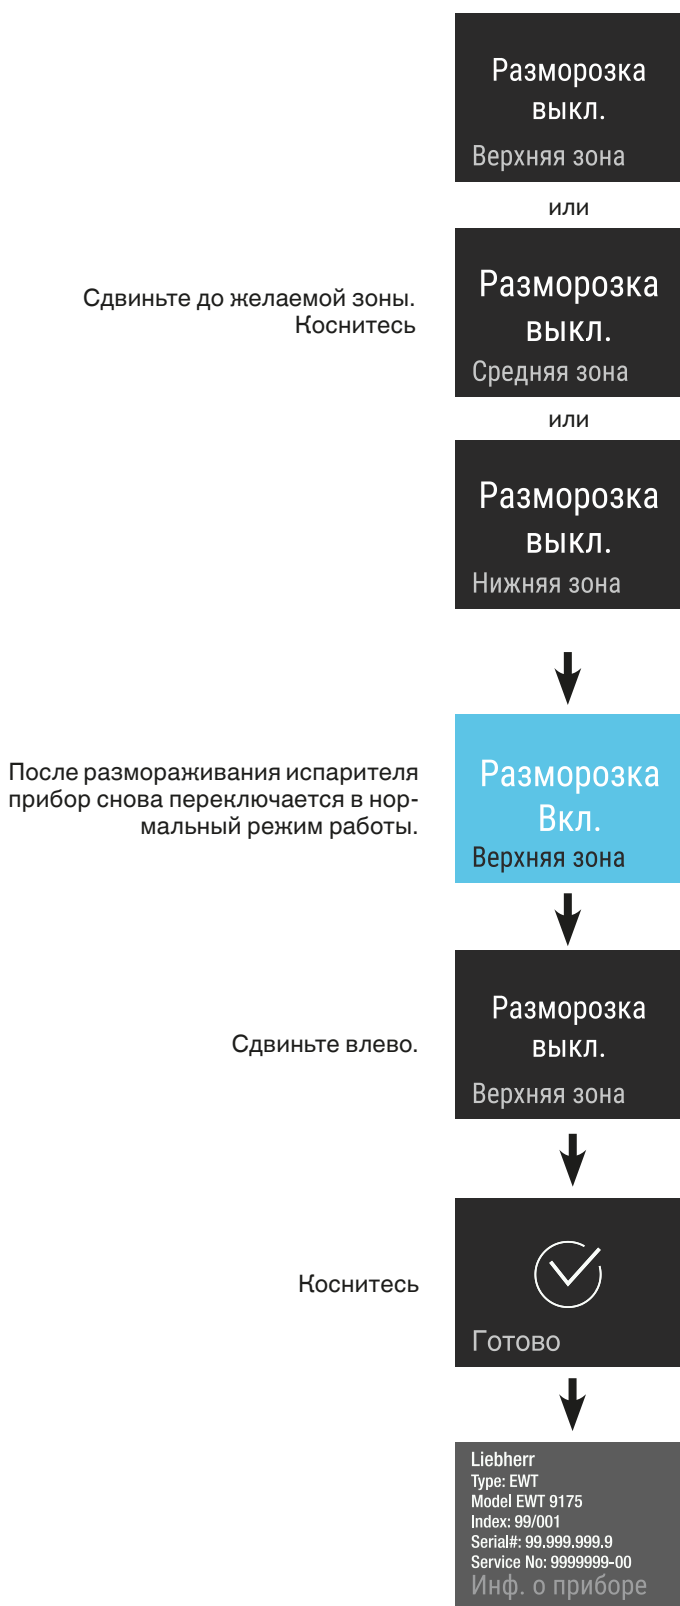 Разморозка
выкл.
Верхняя зона
или
Сдвиньте до желаемой зоны.
Коснитесь
Разморозка
выкл.
Средняя зона
или
Разморозка
выкл.
Нижняя зона
После размораживания испарителя
прибор снова переключается в нор-
мальный режим работы.
Разморозка
Вкл.
Верхняя зона
Сдвиньте влево.
Разморозка
выкл.
Верхняя зона
Коснитесь
Готово
Liebherr
Type: EWT
Model EWT 9175
Index: 99/001
Serial#: 99.999.999.9
Service No: 9999999-00
Инф. о приборе